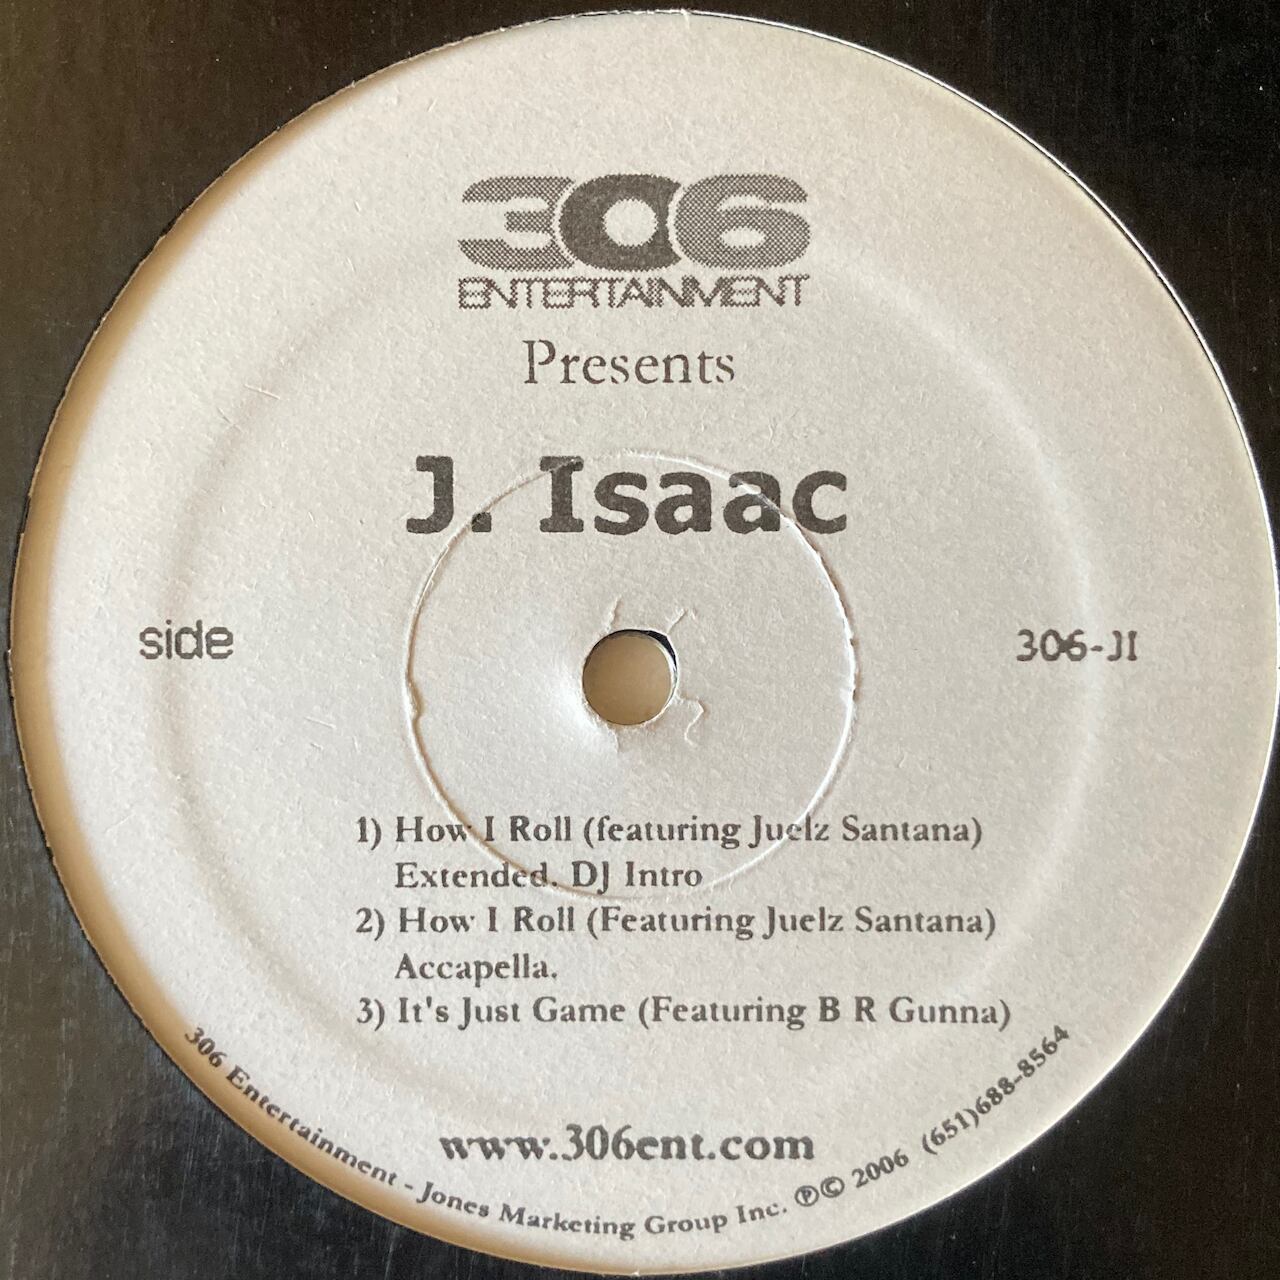 306
ENTERTAINMENT
Presents
J. Isaac
side
306-JI
1) How I Roll (featuring Juelz Santana)
Extended. DJ Intro
2) How I Roll (Featuring Juelz Santana)
Accapella.
3) It's Just Game (Featuring B R Gunna)
www.306ent.com
306 Entertainment - Jones Marketing Group Inc. ℗© 2006 (651)688-8564